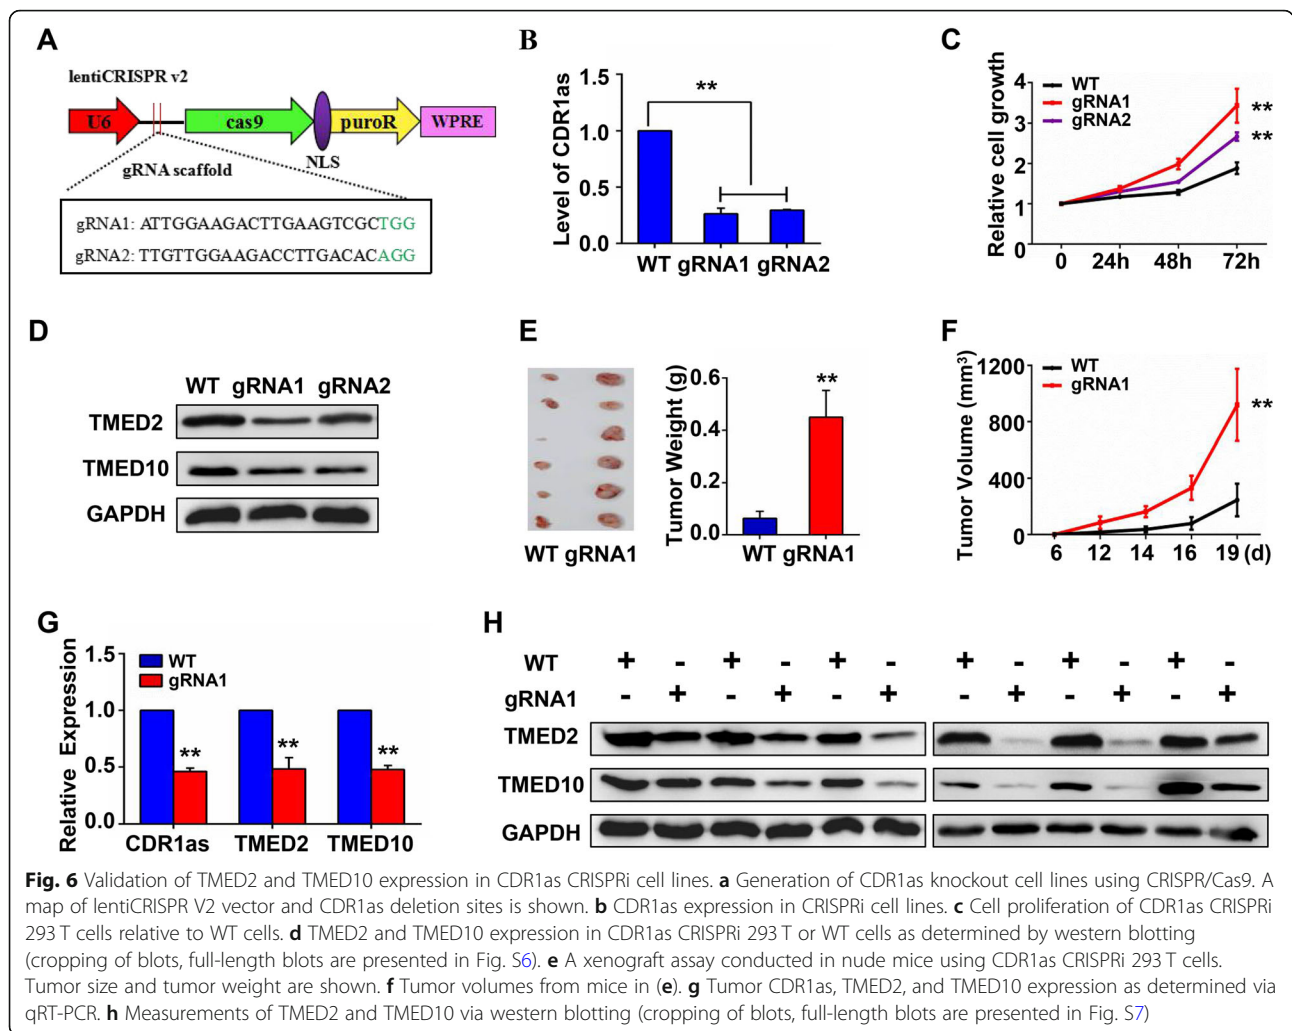 A
lentiCRISPR v2
U6
cas9
puroR
WPRE
NLS
gRNA scaffold
gRNA1: ATTGGAAGACTTGAAGTCGCTGG
gRNA2: TTGTTGGAAGACCTTGACACAGG
B
Level of CDR1as
1.5
1.0
0.5
0.0
**
WT gRNA1 gRNA2
C
Relative cell growth
4
3
2
1
0
WT
gRNA1
gRNA2
**
**
0 24h 48h 72h
D
WT gRNA1 gRNA2
TMED2
TMED10
GAPDH
E
WT gRNA1
Tumor Weight (g)
0.6
0.4
0.2
0.0
**
WT gRNA1
F
Tumor Volume (mm³)
1200
800
400
0
WT
gRNA1
**
6 12 14 16 19 (d)
G
Relative Expression
1.5
1.0
0.5
0.0
WT
gRNA1
** ** **
CDR1as TMED2 TMED10
H
WT + - + - + - + - + - + -
gRNA1 - + - + - + - + - + - +
TMED2
TMED10
GAPDH
Fig. 6 Validation of TMED2 and TMED10 expression in CDR1as CRISPRi cell lines. a Generation of CDR1as knockout cell lines using CRISPR/Cas9. A
map of lentiCRISPR V2 vector and CDR1as deletion sites is shown. b CDR1as expression in CRISPRi cell lines. c Cell proliferation of CDR1as CRISPRi
293 T cells relative to WT cells. d TMED2 and TMED10 expression in CDR1as CRISPRi 293 T or WT cells as determined by western blotting
(cropping of blots, full-length blots are presented in Fig. S6). e A xenograft assay conducted in nude mice using CDR1as CRISPRi 293 T cells.
Tumor size and tumor weight are shown. f Tumor volumes from mice in (e). g Tumor CDR1as, TMED2, and TMED10 expression as determined via
qRT-PCR. h Measurements of TMED2 and TMED10 via western blotting (cropping of blots, full-length blots are presented in Fig. S7)